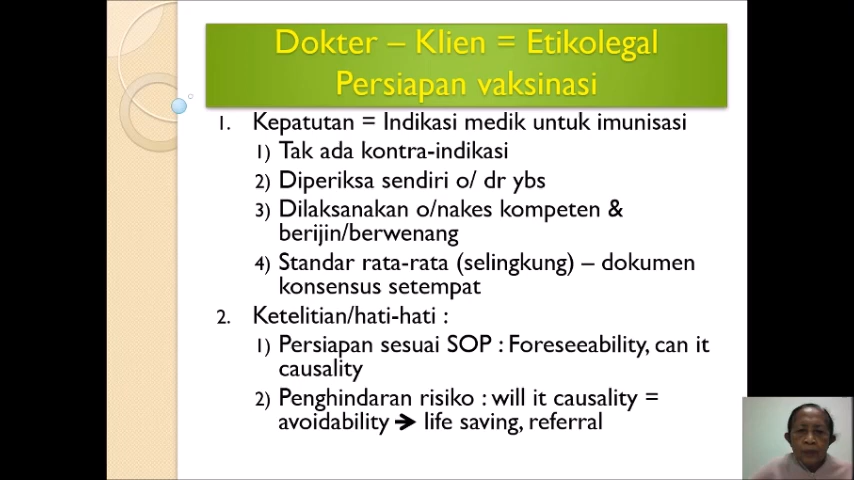 Dokter – Klien = Etikolegal
Persiapan vaksinasi
1. Kepatutan = Indikasi medik untuk imunisasi
1) Tak ada kontra-indikasi
2) Diperiksa sendiri o/ dr ybs
3) Dilaksanakan o/nakes kompeten &
berijin/berwenang
4) Standar rata-rata (selingkung) – dokumen
konsensus setempat
2. Ketelitian/hati-hati :
1) Persiapan sesuai SOP : Foreseeability, can it
causality
2) Penghindaran risiko : will it causality =
avoidability ➔ life saving, referral